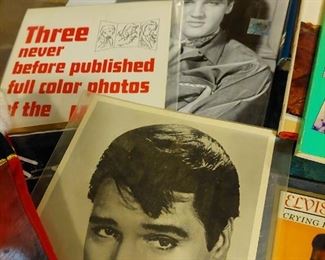 Three
never
before published
full color photos
of the
ELVIS
CRYING